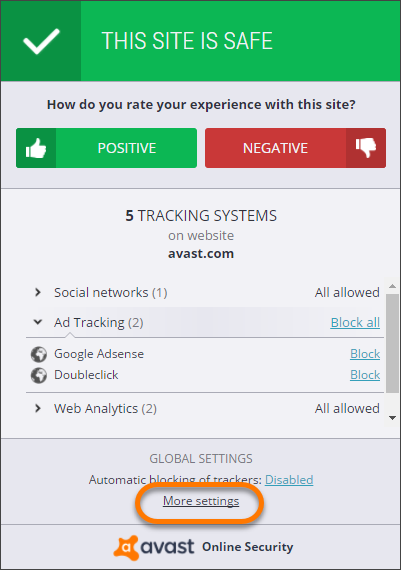 THIS SITE IS SAFE
How do you rate your experience with this site?
POSITIVE NEGATIVE
5 TRACKING SYSTEMS
on website
avast.com
Social networks (1) All allowed
Ad Tracking (2) Block all
Google Adsense Block
Doubleclick Block
Web Analytics (2) All allowed
GLOBAL SETTINGS
Automatic blocking of trackers: Disabled
More settings
avast Online Security